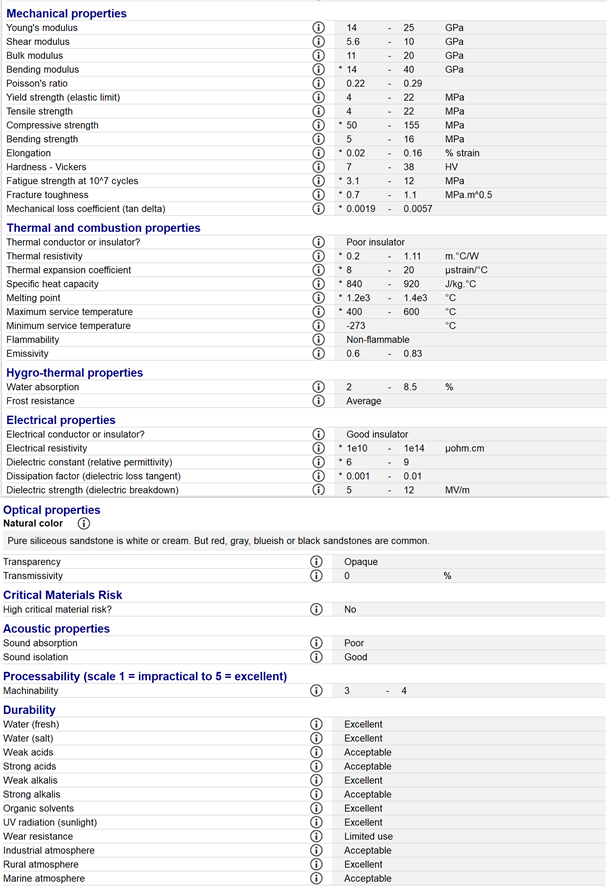 Mechanical properties
Young's modulus 14 - 25 GPa
Shear modulus 5.6 - 10 GPa
Bulk modulus 11 - 20 GPa
Bending modulus * 14 - 40 GPa
Poisson's ratio 0.22 - 0.29
Yield strength (elastic limit) 4 - 22 MPa
Tensile strength 4 - 22 MPa
Compressive strength * 50 - 155 MPa
Bending strength 5 - 16 MPa
Elongation * 0.02 - 0.16 % strain
Hardness - Vickers 7 - 38 HV
Fatigue strength at 10^7 cycles * 3.1 - 12 MPa
Fracture toughness * 0.7 - 1.1 MPa.m^0.5
Mechanical loss coefficient (tan delta) * 0.0019 - 0.0057
Thermal and combustion properties
Thermal conductor or insulator? Poor insulator
Thermal resistivity * 0.2 - 1.11 m.°C/W
Thermal expansion coefficient * 8 - 20 µstrain/°C
Specific heat capacity * 840 - 920 J/kg.°C
Melting point * 1.2e3 - 1.4e3 °C
Maximum service temperature * 400 - 600 °C
Minimum service temperature -273 °C
Flammability Non-flammable
Emissivity 0.6 - 0.83
Hygro-thermal properties
Water absorption 2 - 8.5 %
Frost resistance Average
Electrical properties
Electrical conductor or insulator? Good insulator
Electrical resistivity * 1e10 - 1e14 µohm.cm
Dielectric constant (relative permittivity) * 6 - 9
Dissipation factor (dielectric loss tangent) * 0.001 - 0.01
Dielectric strength (dielectric breakdown) 5 - 12 MV/m
Optical properties
Natural color
Pure siliceous sandstone is white or cream. But red, gray, blueish or black sandstones are common.
Transparency Opaque
Transmissivity 0 %
Critical Materials Risk
High critical material risk? No
Acoustic properties
Sound absorption Poor
Sound isolation Good
Processability (scale 1 = impractical to 5 = excellent)
Machinability 3 - 4
Durability
Water (fresh) Excellent
Water (salt) Excellent
Weak acids Acceptable
Strong acids Acceptable
Weak alkalis Excellent
Strong alkalis Acceptable
Organic solvents Excellent
UV radiation (sunlight) Excellent
Wear resistance Limited use
Industrial atmosphere Acceptable
Rural atmosphere Excellent
Marine atmosphere Acceptable